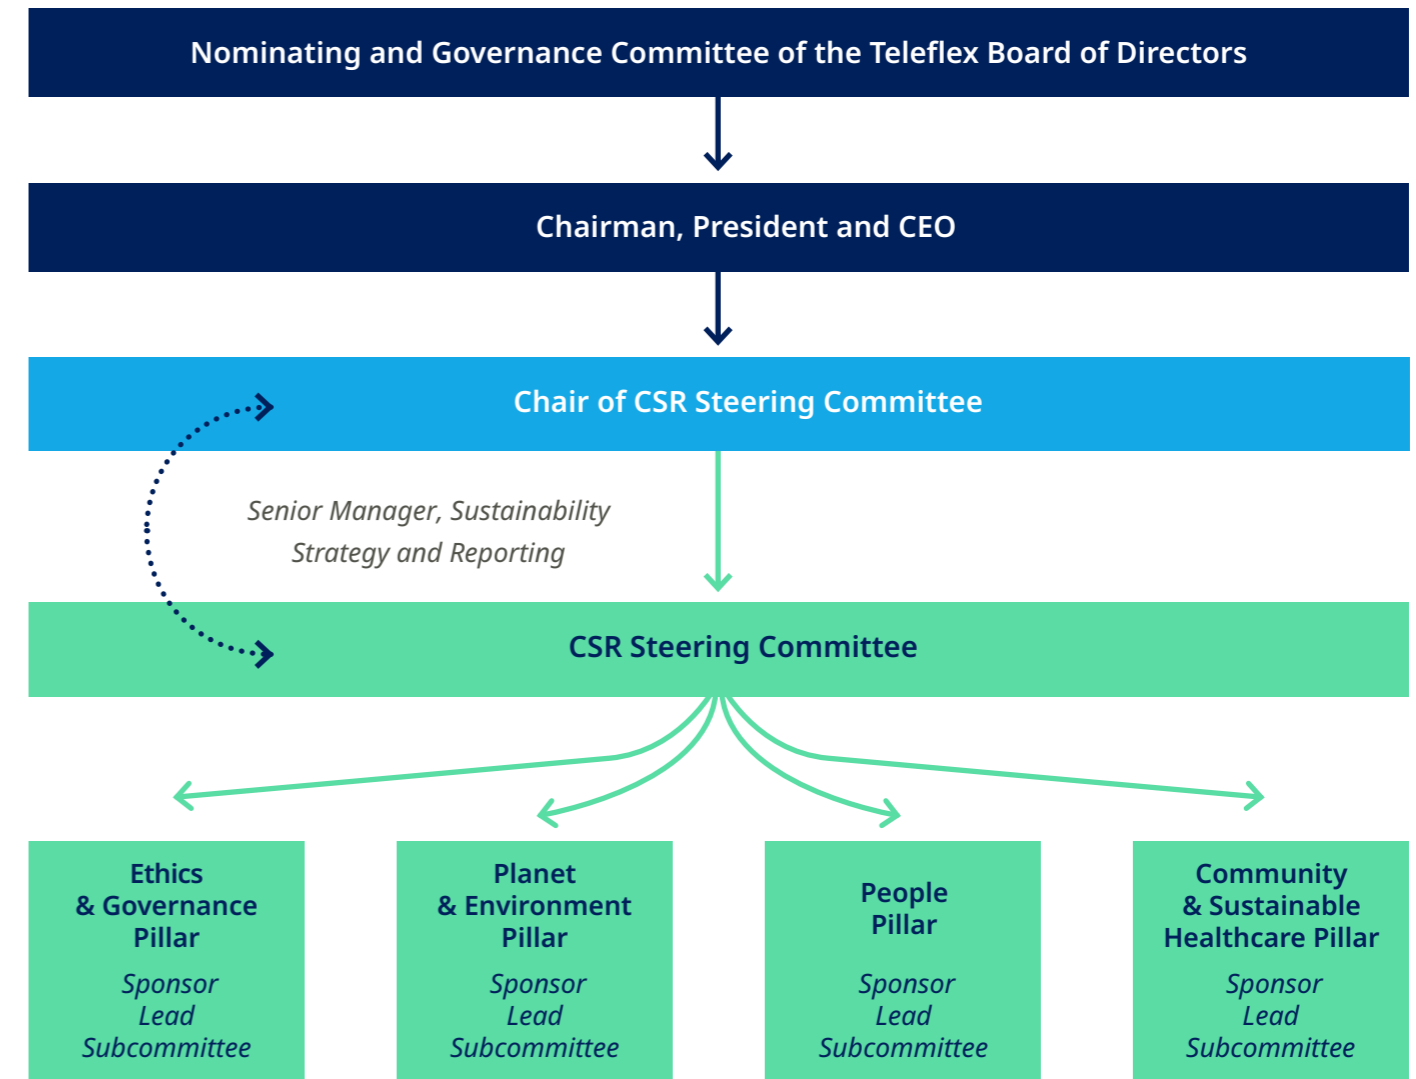 Nominating and Governance Committee of the Teleflex Board of Directors
Chairman, President and CEO
Chair of CSR Steering Committee
Senior Manager, Sustainability
Strategy and Reporting
CSR Steering Committee
Ethics
& Governance
Pillar
Sponsor
Lead
Subcommittee
Planet
& Environment
Pillar
Sponsor
Lead
Subcommittee
People
Pillar
Sponsor
Lead
Subcommittee
Community
& Sustainable
Healthcare Pillar
Sponsor
Lead
Subcommittee